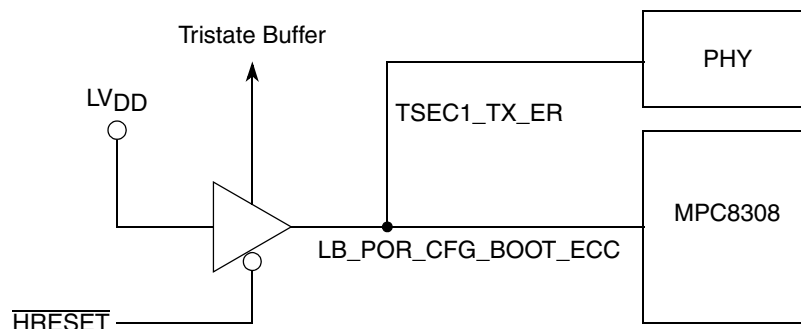 Tristate Buffer
PHY
LVDD
TSEC1_TX_ER
MPC8308
LB_POR_CFG_BOOT_ECC
HRESET